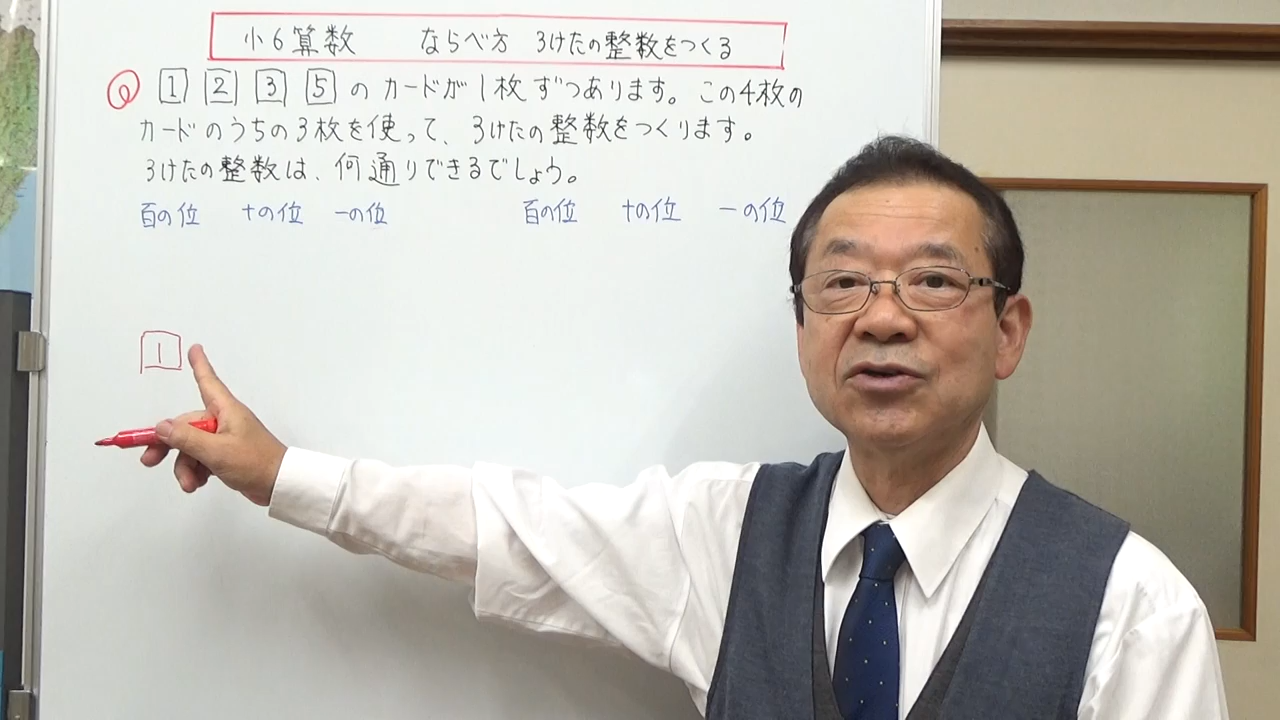 小6算数 ならべ方 3けたの整数をつくる
Q 1 2 3 5 のカードが1枚ずつあります。この4枚の
カードのうちの3枚を使って、3けたの整数をつくります。
3けたの整数は、何通りできるでしょう。
百の位 十の位 一の位 百の位 十の位 一の位
1